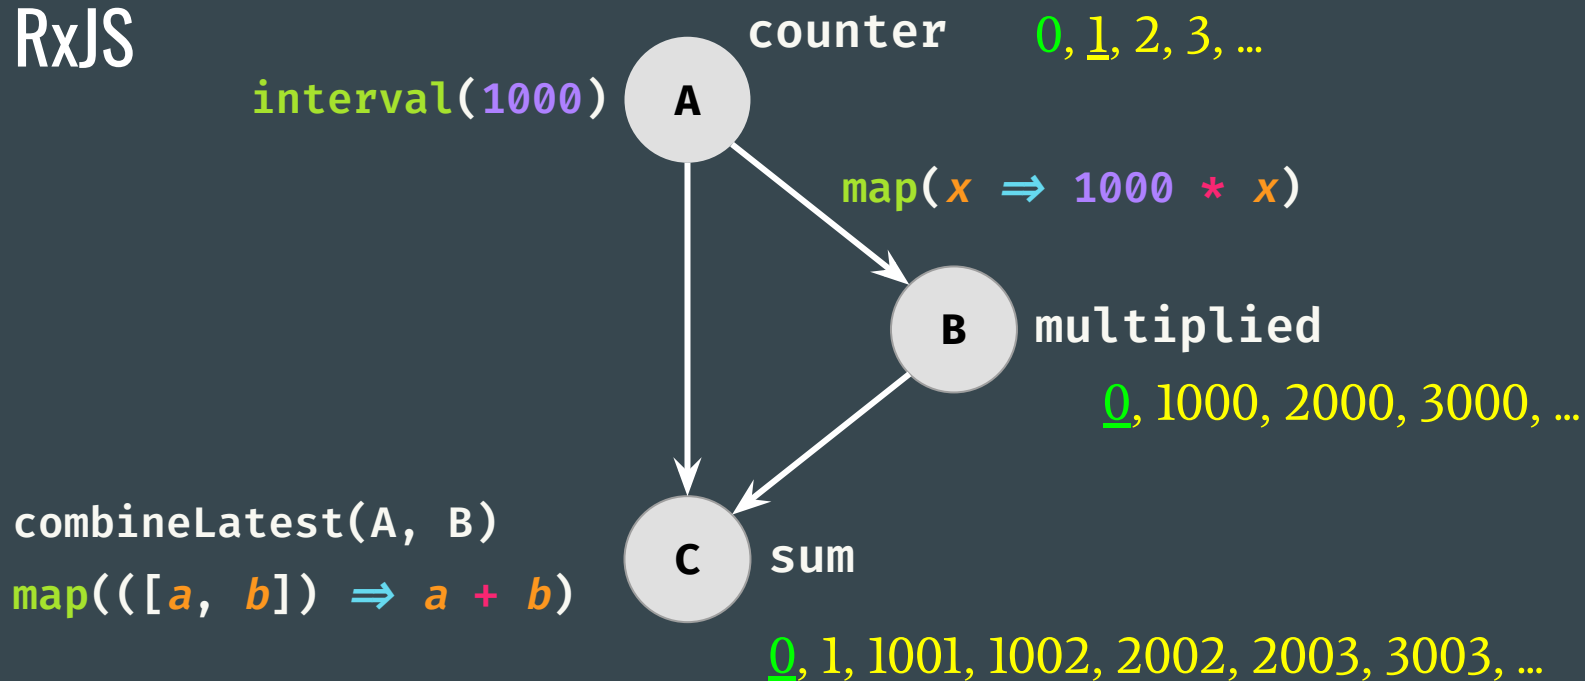 RxJS
counter 0, 1, 2, 3, ...
interval(1000)
A
map(x ⇒ 1000 * x)
B
multiplied
0, 1000, 2000, 3000, ...
combineLatest(A, B)
C
sum
map(([a, b]) ⇒ a + b)
0, 1, 1001, 1002, 2002, 2003, 3003, ...